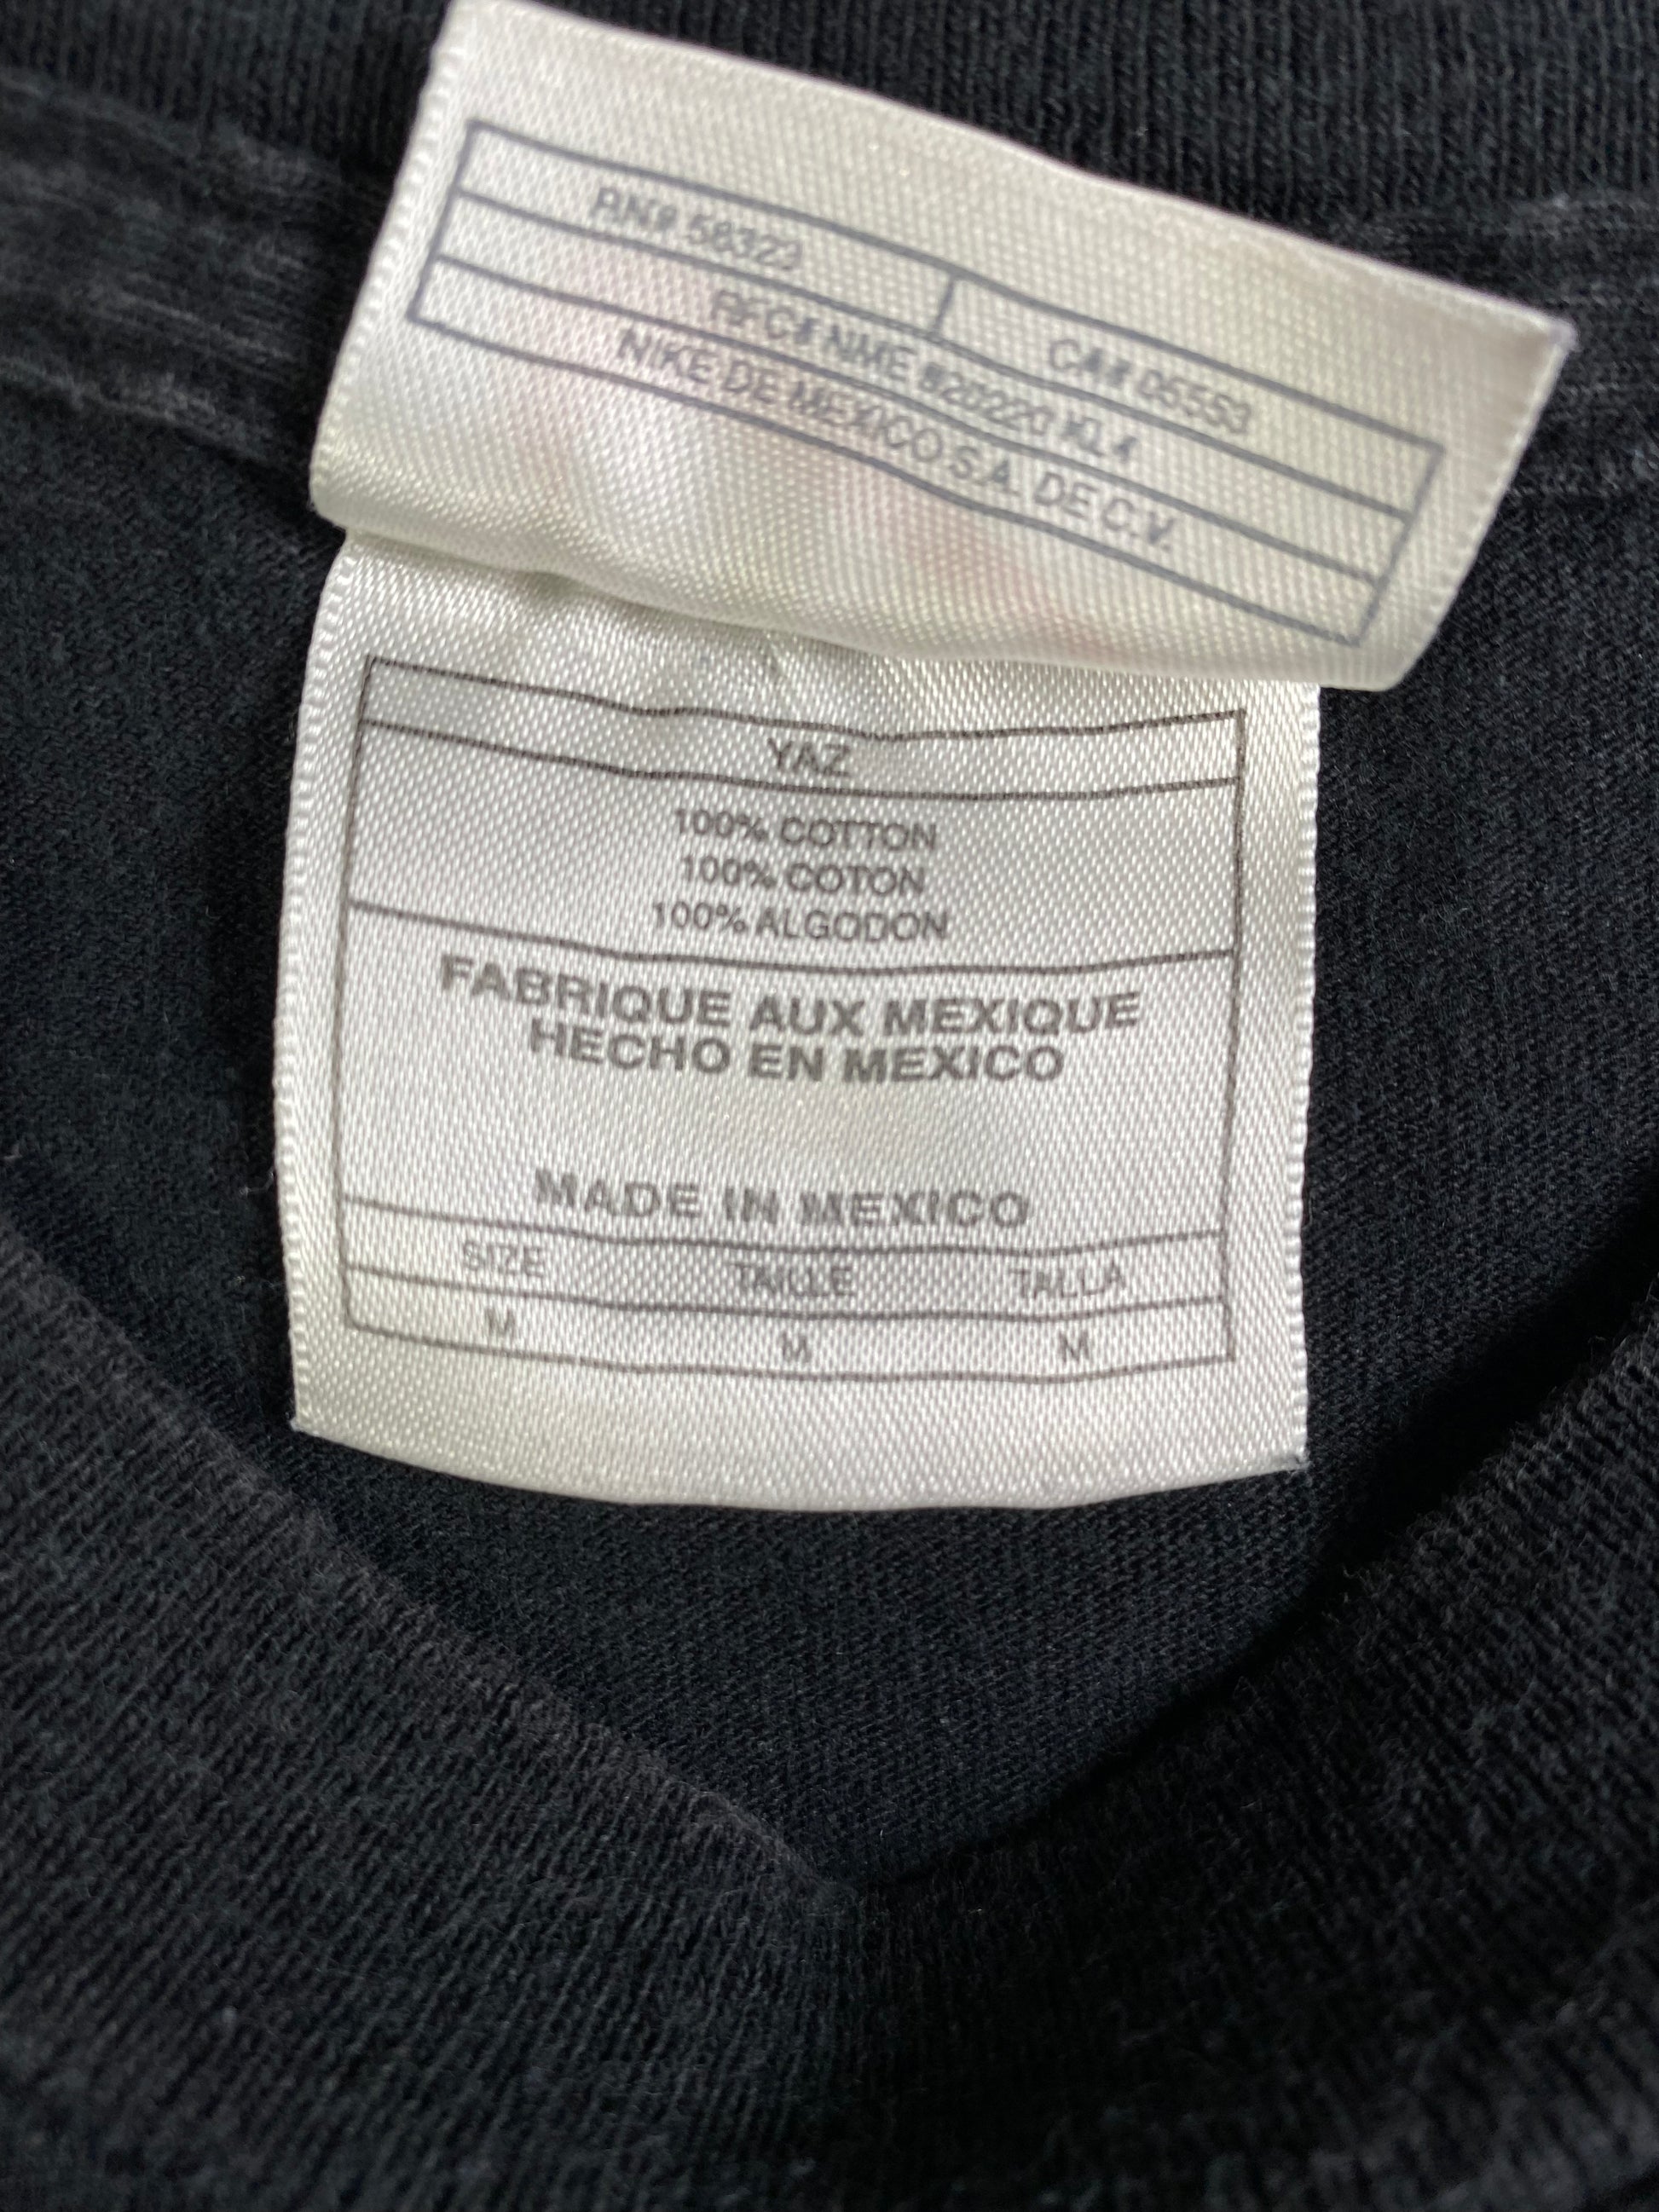 RN# 58323 CA# 05553
RFC# NME 920220 KL4
NIKE DE MEXICO S.A. DE C.V.
YAZ
100% COTTON
100% COTON
100% ALGODON
FABRIQUE AUX MEXIQUE
HECHO EN MEXICO
MADE IN MEXICO
SIZE TAILLE TALLA
M M M